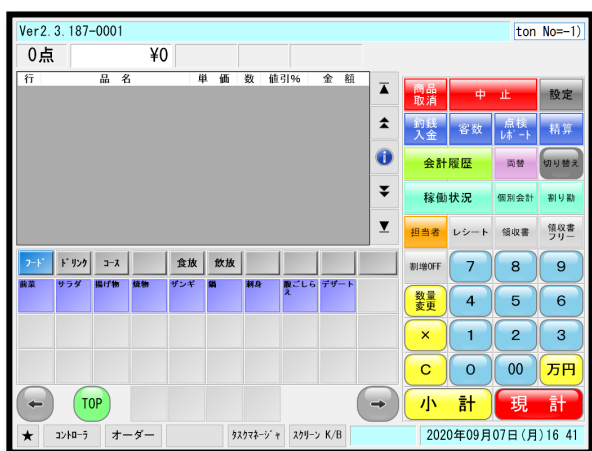 Ver2.3.187-0001
ton No=-1)
0点 ¥0
行 品 名 単 価 数 値引% 金 額
商品取消 中 止 設定
釣銭入金 客数 点検ﾚﾎﾟｰﾄ 精算
会計履歴 両替 切り替え
稼働状況 個別会計 割り勘
担当者 レシート 領収書 領収書フリー
ﾌｰﾄﾞ ﾄﾞﾘﾝｸ ｺｰｽ 食放 飲放
割増OFF 7 8 9
前菜 サラダ 揚げ物 焼物 ザンギ 鍋 刺身 腹ごしらえ デザート
数量変更 4 5 6
× 1 2 3
C 0 00 万円
← TOP →
小 計 現 計
★ ｺﾝﾄﾛｰﾗ オーダー ﾀｽｸﾏﾈｰｼﾞｬ ｽｸﾘｰﾝ K/B
2020年09月07日(月)16 41